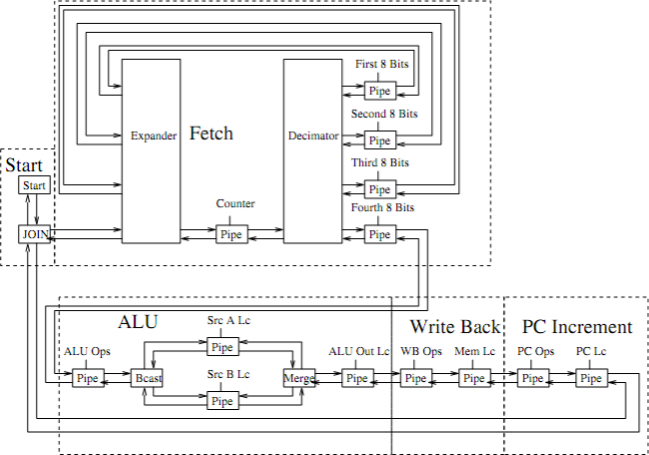 First 8 Bits
Pipe
Second 8 Bits
Expander Fetch Decimator Pipe
Third 8 Bits
Start
Start Pipe
Counter Fourth 8 Bits
JOIN Pipe Pipe
ALU Src A Lc Write Back PC Increment
Pipe
ALU Ops ALU Out Lc WB Ops Mem Lc PC Ops PC Lc
Src B Lc
Pipe Bcast Merge Pipe Pipe Pipe Pipe Pipe
Pipe